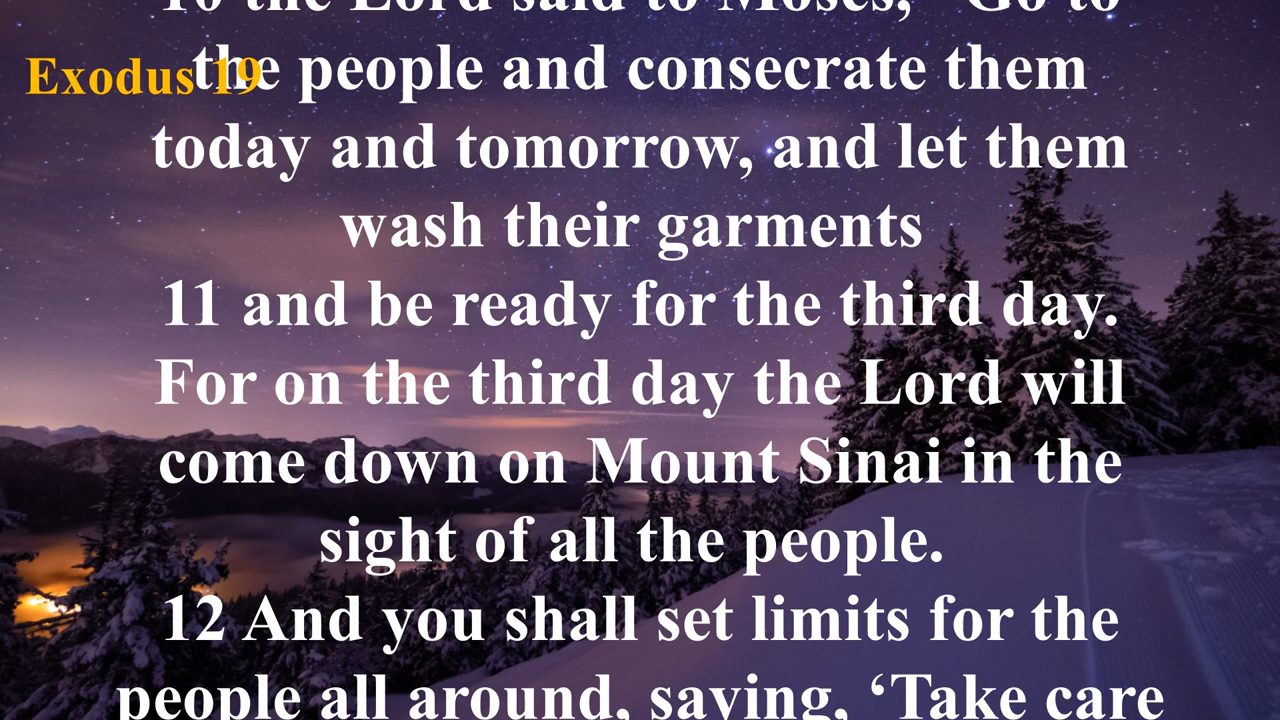 10 the Lord said to Moses, “Go to
Exodus 19
the people and consecrate them
today and tomorrow, and let them
wash their garments
11 and be ready for the third day.
For on the third day the Lord will
come down on Mount Sinai in the
sight of all the people.
12 And you shall set limits for the
people all around, saying, ‘Take care